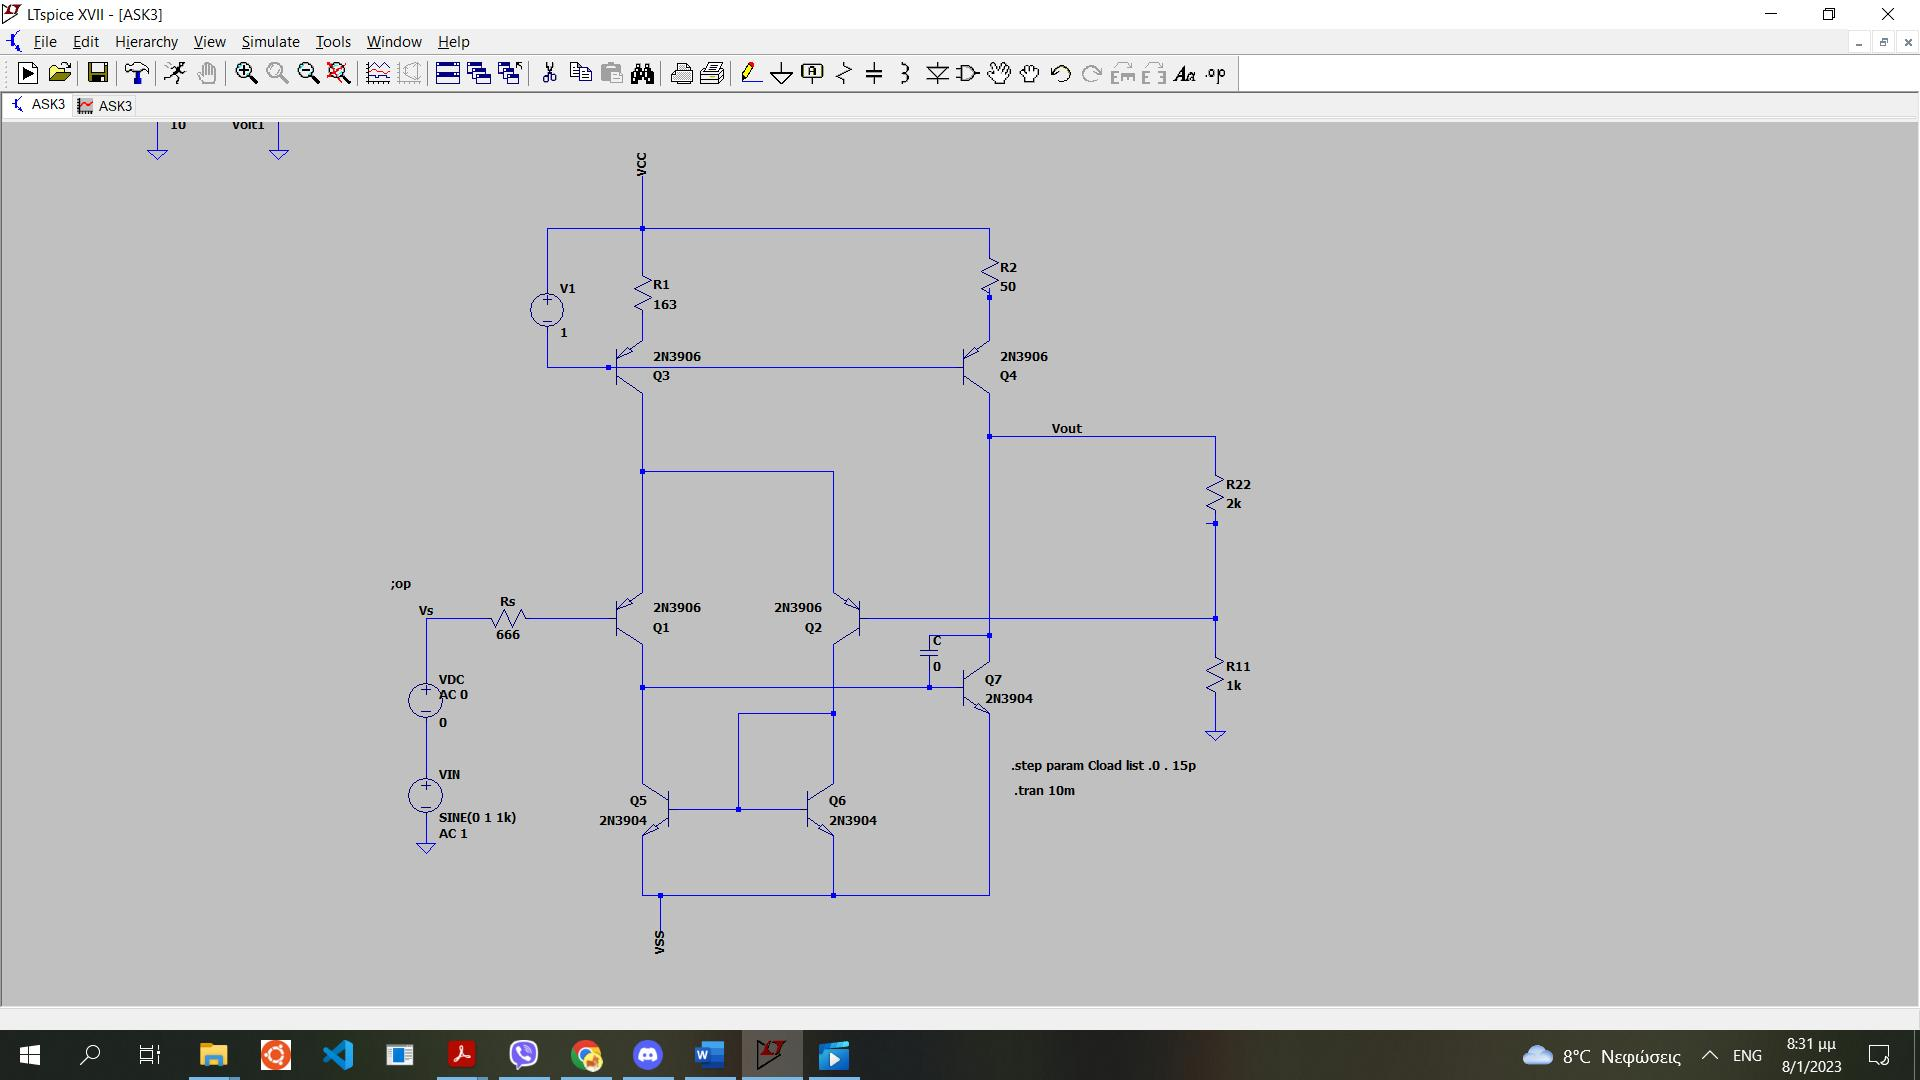 LTspice XVII - [ASK3]
File Edit Hierarchy View Simulate Tools Window Help
.op
ASK3 ASK3
10 Volt1
VCC
V1
1
R1
163
R2
50
2N3906
Q3
2N3906
Q4
Vout
R22
2k
;op
Vs
Rs
666
2N3906
Q1
2N3906
Q2
C
0
Q7
2N3904
R11
1k
VDC
AC 0
0
VIN
SINE(0 1 1k)
AC 1
.step param Cload list .0 . 15p
.tran 10m
Q5
2N3904
Q6
2N3904
VSS
8°C Νεφώσεις ENG
8:31 μμ
8/1/2023